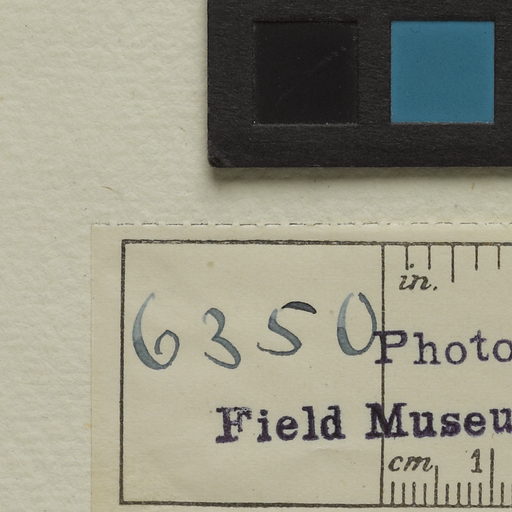 in.
6350
Photo
Field Museu
cm. 1